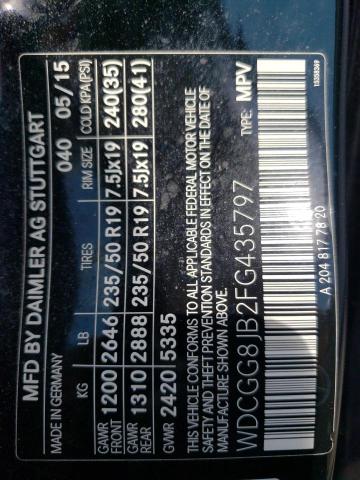 MFD BY DAIMLER AG STUTTGART
MADE IN GERMANY 040 05/15
KG LB TIRES RIM SIZE COLD KPA(PSI)
GAWR FRONT 1200 2646 235/50 R19 7.5Jx19 240(35)
GAWR REAR 1310 2888 235/50 R19 7.5Jx19 280(41)
GVWR 2420 5335
THIS VEHICLE CONFORMS TO ALL APPLICABLE FEDERAL MOTOR VEHICLE
SAFETY AND THEFT PREVENTION STANDARDS IN EFFECT ON THE DATE OF
MANUFACTURE SHOWN ABOVE.
WDCGG8JB2FG435797 TYPE: MPV
A 204 817 78 20
15358369